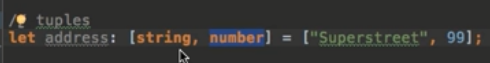 / tuples
let address: [string, number] = ["Superstreet", 99];